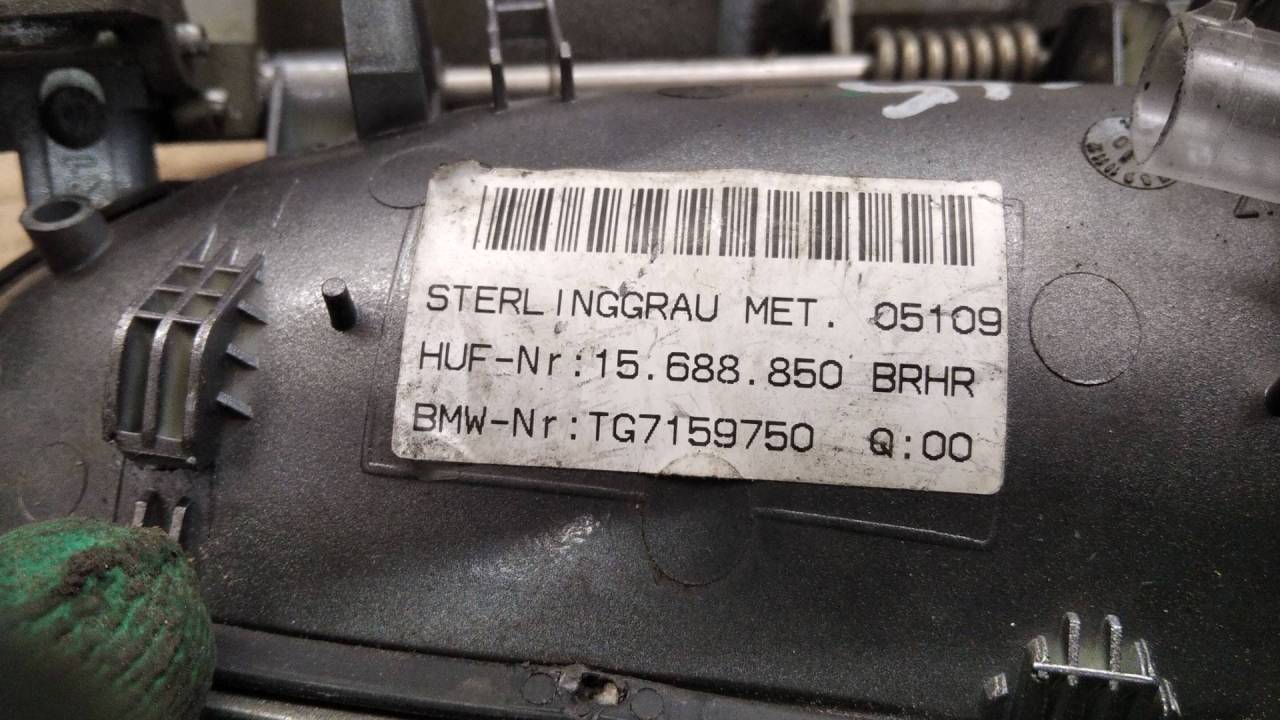 STERLINGGRAU MET. 05109
HUF-Nr:15.688.850 BRHR
BMW-Nr:TG7159750 Q:00